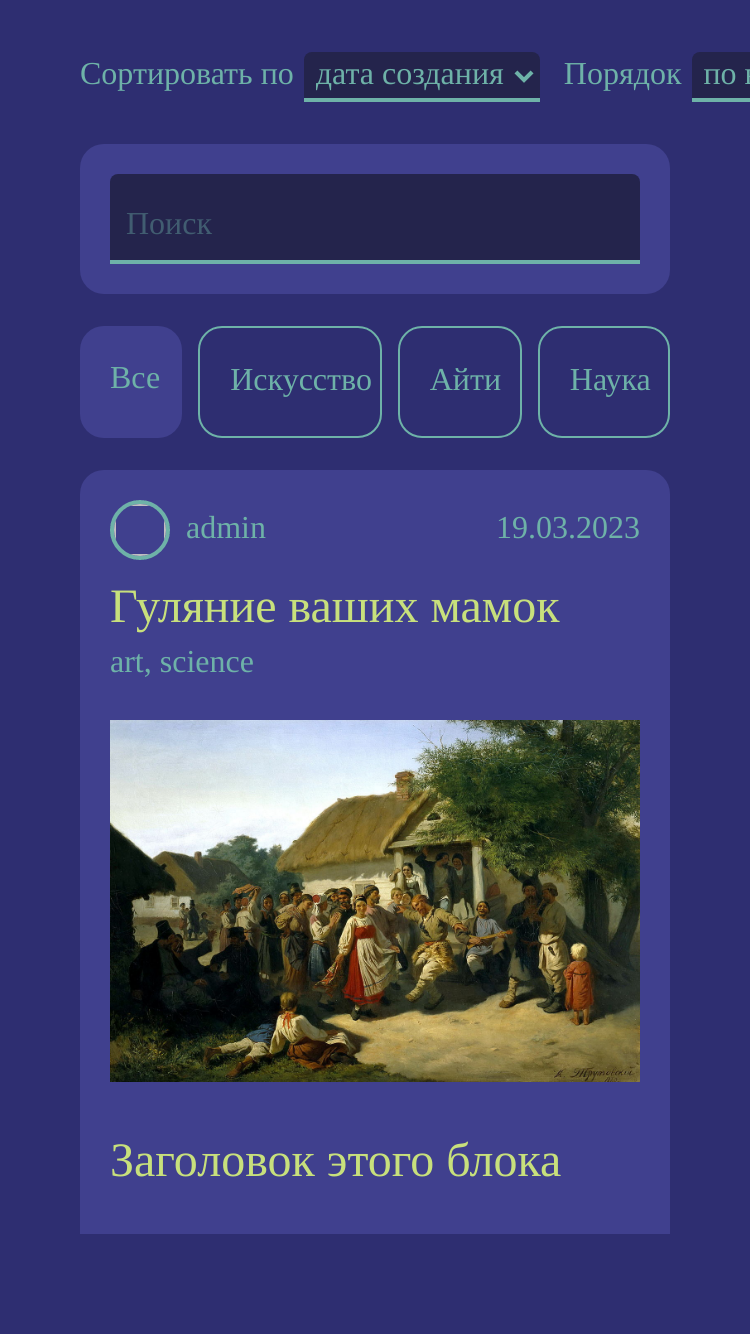 Сортировать по дата создания Порядок по
Поиск
Все Искусство Айти Наука
admin 19.03.2023
Гуляние ваших мамок
art, science
Заголовок этого блока